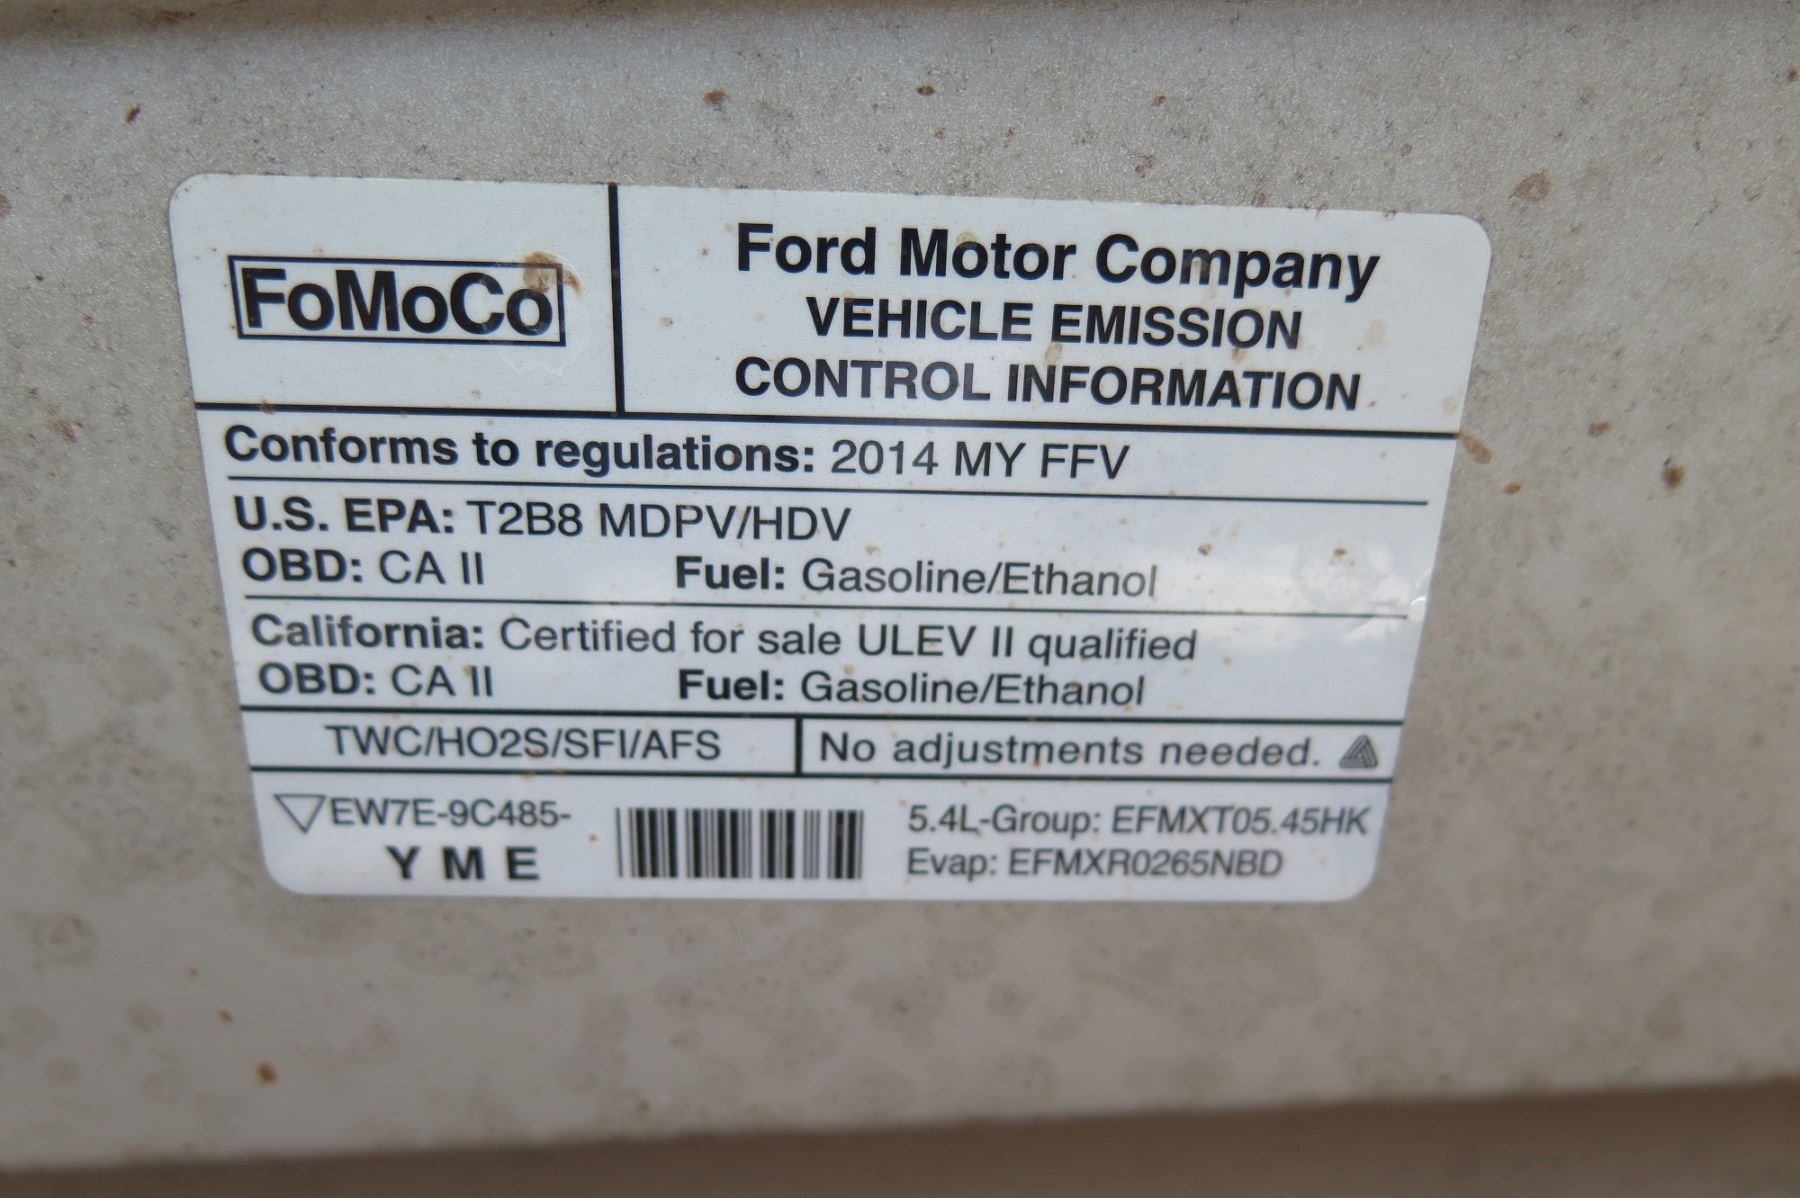 FoMoCo
Ford Motor Company
VEHICLE EMISSION
CONTROL INFORMATION
Conforms to regulations: 2014 MY FFV
U.S. EPA: T2B8 MDPV/HDV
OBD: CA II Fuel: Gasoline/Ethanol
California: Certified for sale ULEV II qualified
OBD: CA II Fuel: Gasoline/Ethanol
TWC/HO2S/SFI/AFS No adjustments needed.
EW7E-9C485-
YME
5.4L-Group: EFMXT05.45HK
Evap: EFMXR0265NBD